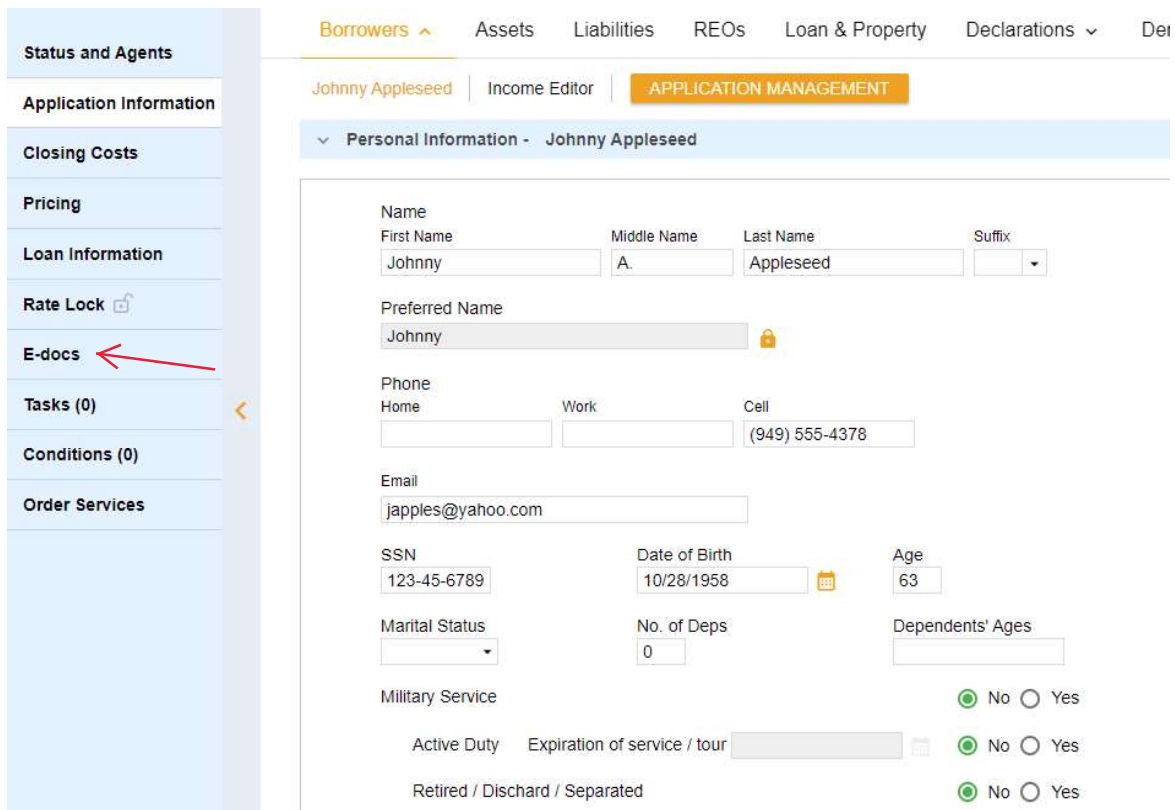 Status and Agents
Application Information
Closing Costs
Pricing
Loan Information
Rate Lock
E-docs
Tasks (0)
Conditions (0)
Order Services
Borrowers Assets Liabilities REOs Loan & Property Declarations
Johnny Appleseed Income Editor APPLICATION MANAGEMENT
Personal Information - Johnny Appleseed
Name
First Name Middle Name Last Name Suffix
Johnny A. Appleseed
Preferred Name
Johnny
Phone
Home Work Cell
(949) 555-4378
Email
japples@yahoo.com
SSN Date of Birth Age
123-45-6789 10/28/1958 63
Marital Status No. of Deps Dependents' Ages
0
Military Service No Yes
Active Duty Expiration of service / tour No Yes
Retired / Dischard / Separated No Yes